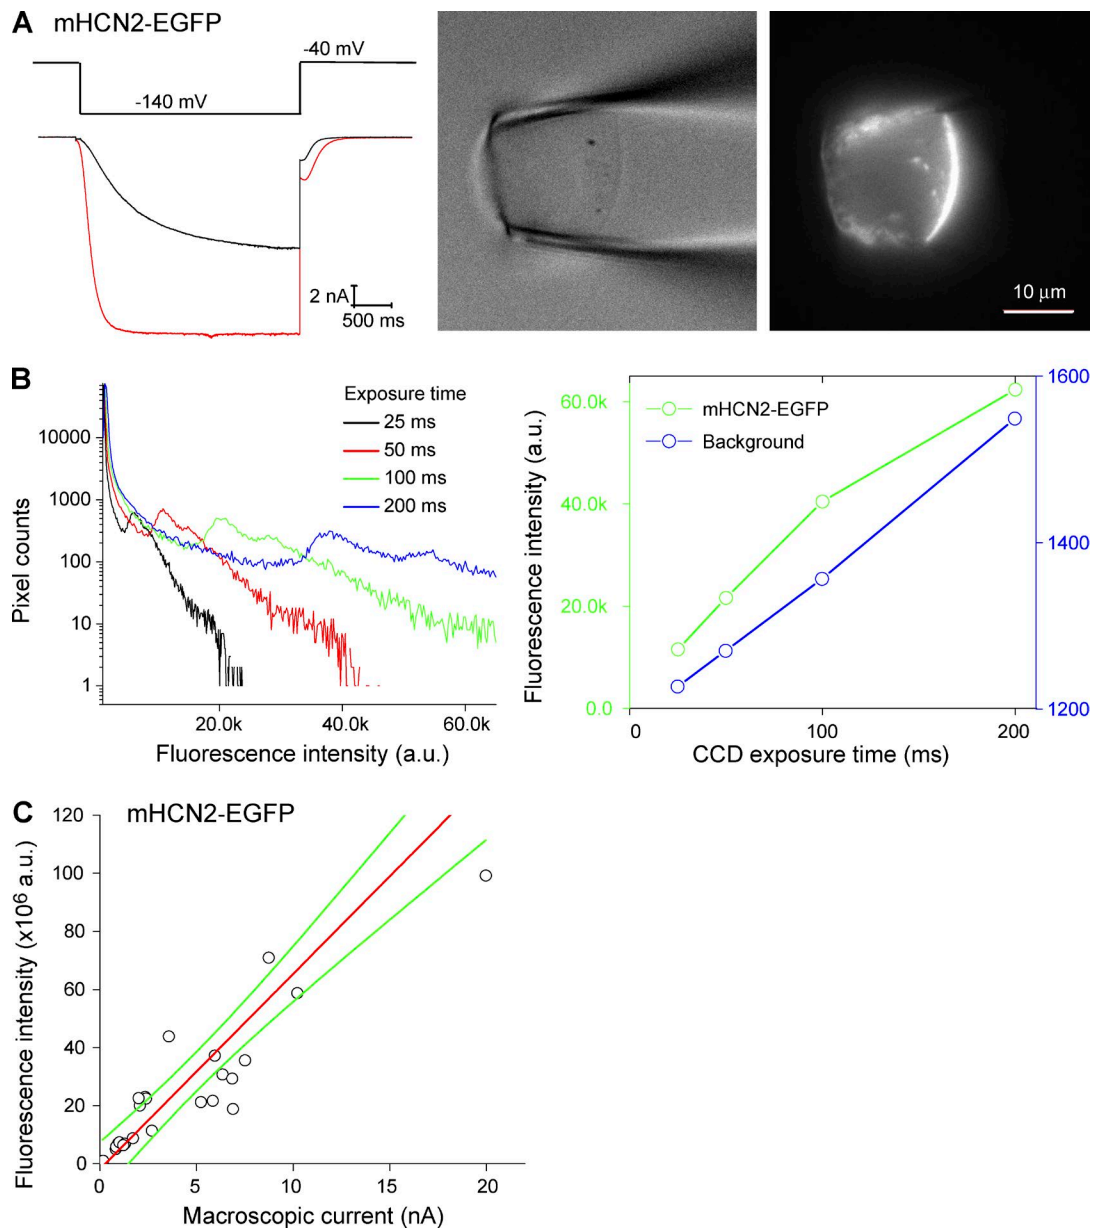 A mHCN2-EGFP
-40 mV
-140 mV
2 nA
500 ms
10 μm
B
Exposure time
25 ms
50 ms
100 ms
200 ms
10000
1000
100
10
1
Pixel counts
20.0k 40.0k 60.0k
Fluorescence intensity (a.u.)
mHCN2-EGFP
Background
60.0k
40.0k
20.0k
0.0
Fluorescence intensity (a.u.)
1600
1400
1200
0 100 200
CCD exposure time (ms)
C mHCN2-EGFP
120
100
80
60
40
20
0
Fluorescence intensity (x10⁶ a.u.)
0 5 10 15 20
Macroscopic current (nA)